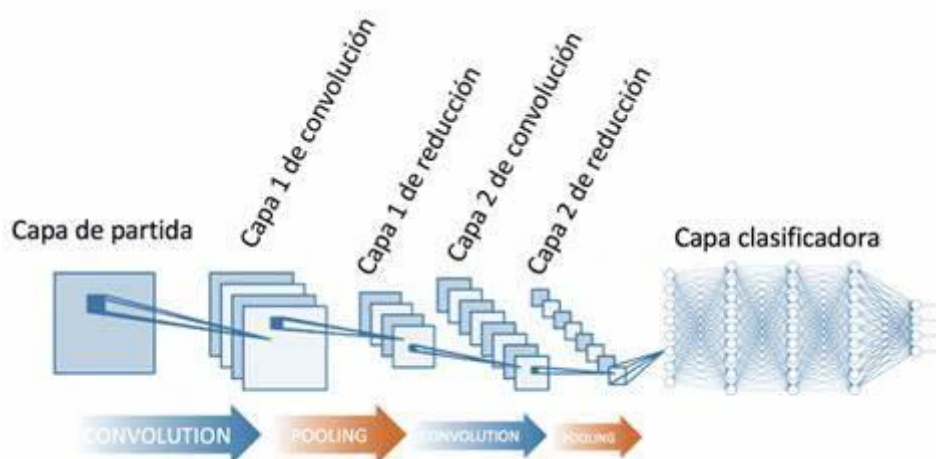 Capa de partida
Capa 1 de convolución
Capa 1 de reducción
Capa 2 de convolución
Capa 2 de reducción
Capa clasificadora
CONVOLUTION
POOLING
CONVOLUTION
POOLING